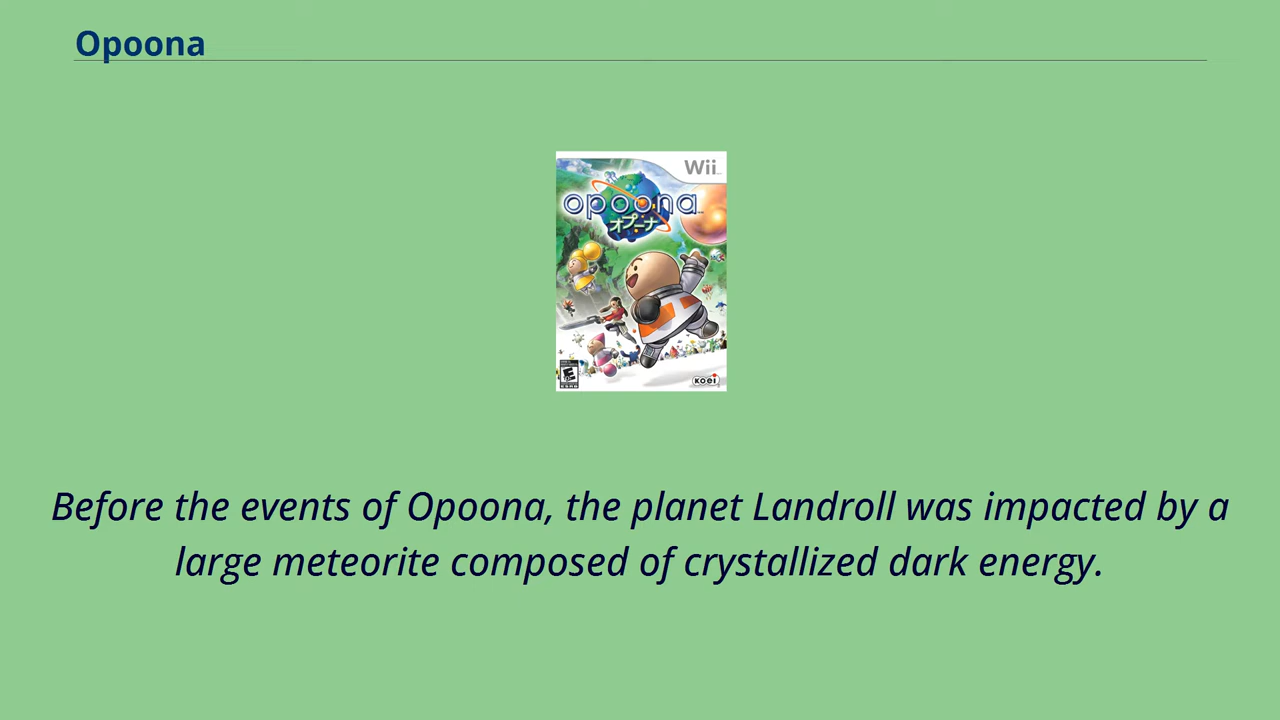 Opoona
Wii
opoona
オプーナ
E
KOEI
Before the events of Opoona, the planet Landroll was impacted by a
large meteorite composed of crystallized dark energy.